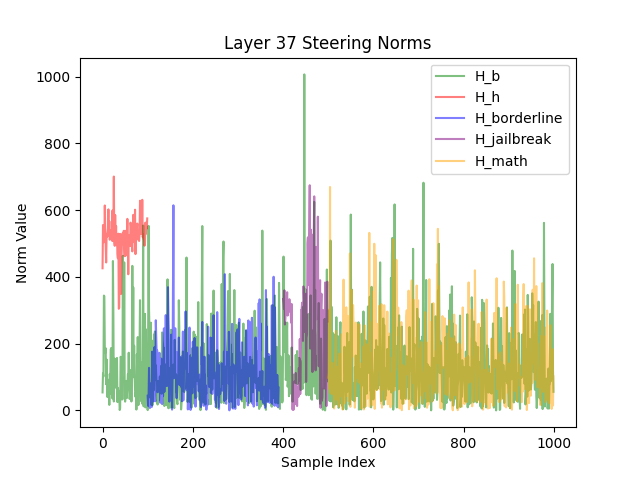 Layer 37 Steering Norms
H_b
H_h
H_borderline
H_jailbreak
H_math
Norm Value
1000
800
600
400
200
0
0
200
400
600
800
1000
Sample Index